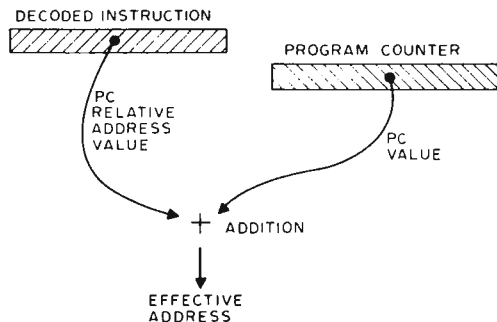 DECODED INSTRUCTION
PROGRAM COUNTER
PC
RELATIVE
ADDRESS
VALUE
PC
VALUE
+ ADDITION
EFFECTIVE
ADDRESS